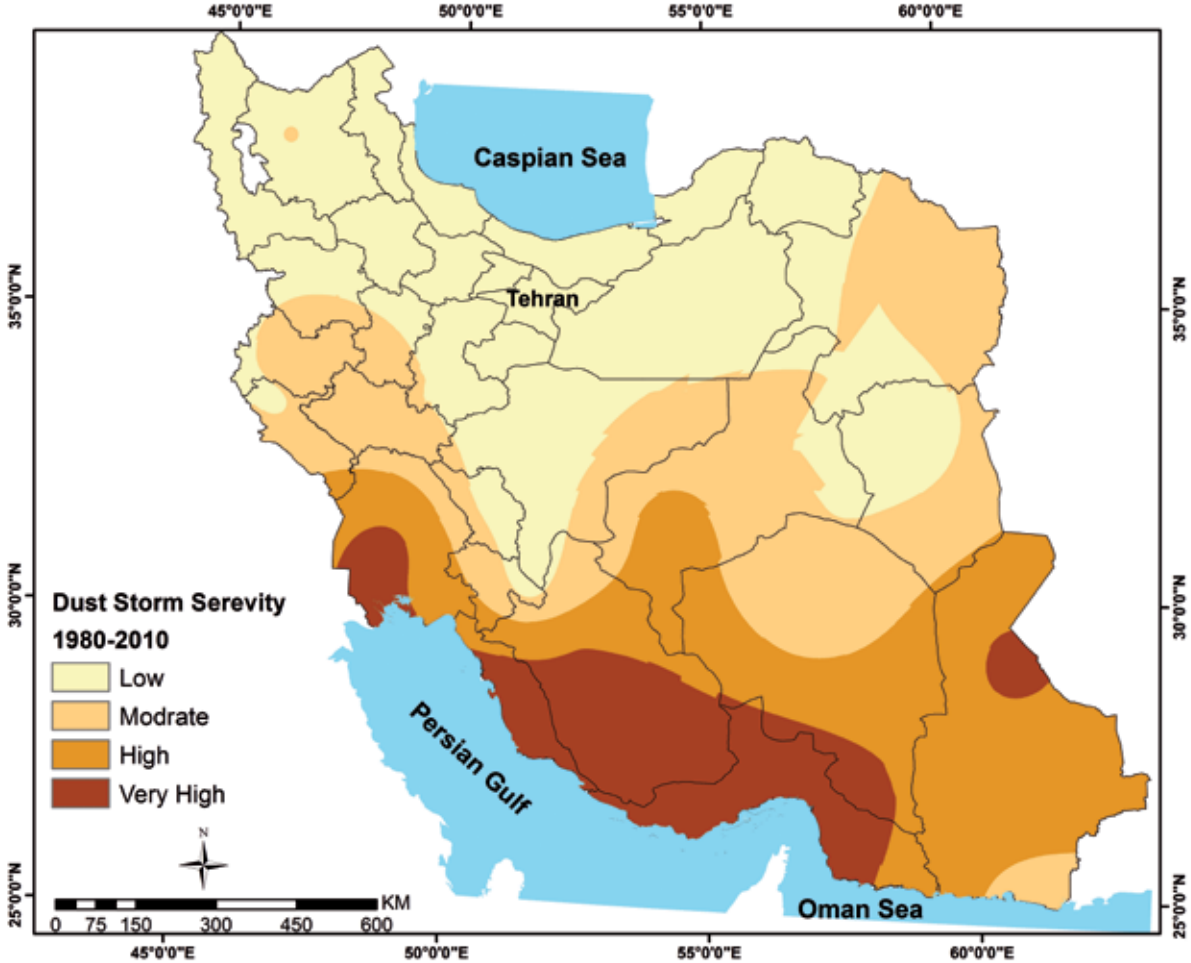 45°0'0"E 50°0'0"E 55°0'0"E 60°0'0"E
Caspian Sea
Tehran
35°0'0"N
35°0'0"N
30°0'0"N
30°0'0"N
Dust Storm Serevity
1980-2010
Low
Modrate
High
Very High
Persian Gulf
N
KM
0 75 150 300 450 600
Oman Sea
25°0'0"N
25°0'0"N
45°0'0"E 50°0'0"E 55°0'0"E 60°0'0"E